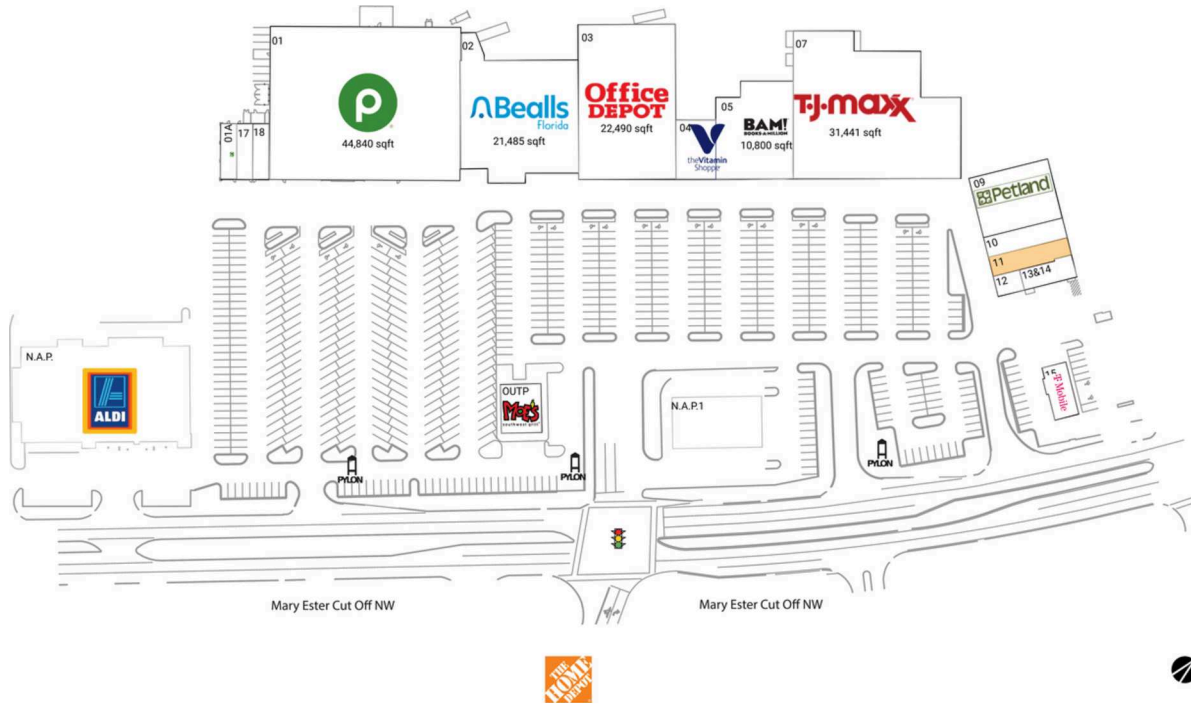 01
P
44,840 sqft
01A
17
18
02
Bealls
Florida
21,485 sqft
03
Office
DEPOT
22,490 sqft
04
V
theVitamin
Shoppe
05
BAM!
BOOKS-A-MILLION
10,800 sqft
07
T·J·maxx
31,441 sqft
09
Petland
10
11
12
13&14
N.A.P.
ALDI
OUTP
MOE'S
southwest grill
N.A.P.1
15
T Mobile
PYLON
PYLON
PYLON
Mary Ester Cut Off NW
Mary Ester Cut Off NW
THE
HOME
DEPOT